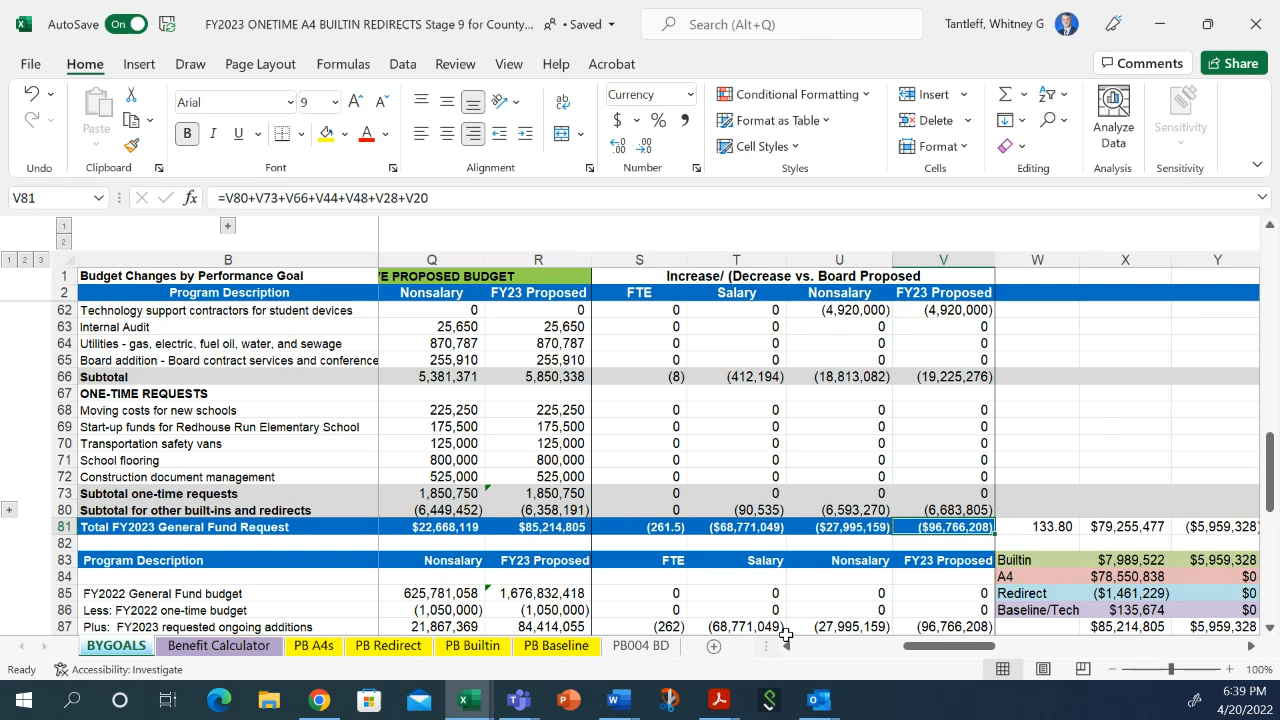 AutoSave On FY2023 ONETIME A4 BUILTIN REDIRECTS Stage 9 for County... • Saved Search (Alt+Q) Tantleff, Whitney G
File Home Insert Draw Page Layout Formulas Data Review View Help Acrobat Comments Share
Paste Arial 9 Currency Conditional Formatting Insert
B I U $ % Format as Table Delete Analyze Data Sensitivity
Cell Styles Format
Undo Clipboard Font Alignment Number Styles Cells Editing Analysis Sensitivity
V81 fx =V80+V73+V66+V44+V48+V28+V20
1
2
1 2 3 B Q R S T U V W X Y
1 Budget Changes by Performance Goal E PROPOSED BUDGET Increase/ (Decrease vs. Board Proposed
2 Program Description Nonsalary FY23 Proposed FTE Salary Nonsalary FY23 Proposed
62 Technology support contractors for student devices 0 0 0 0 (4,920,000) (4,920,000)
63 Internal Audit 25,650 25,650 0 0 0 0
64 Utilities - gas, electric, fuel oil, water, and sewage 870,787 870,787 0 0 0 0
65 Board addition - Board contract services and conference 255,910 255,910 0 0 0 0
66 Subtotal 5,381,371 5,850,338 (8) (412,194) (18,813,082) (19,225,276)
67 ONE-TIME REQUESTS
68 Moving costs for new schools 225,250 225,250 0 0 0 0
69 Start-up funds for Redhouse Run Elementary School 175,500 175,500 0 0 0 0
70 Transportation safety vans 125,000 125,000 0 0 0 0
71 School flooring 800,000 800,000 0 0 0 0
72 Construction document management 525,000 525,000 0 0 0 0
73 Subtotal one-time requests 1,850,750 1,850,750 0 0 0 0
80 Subtotal for other built-ins and redirects (6,449,452) (6,358,191) 0 (90,535) (6,593,270) (6,683,805)
81 Total FY2023 General Fund Request $22,668,119 $85,214,805 (261.5) ($68,771,049) ($27,995,159) ($96,766,208) 133.80 $79,255,477 ($5,959,328
82
83 Program Description Nonsalary FY23 Proposed FTE Salary Nonsalary FY23 Proposed Builtin $7,989,522 $5,959,328
84 A4 $78,550,838 $0
85 FY2022 General Fund budget 625,781,058 1,676,832,418 0 0 0 0 Redirect ($1,461,229) $0
86 Less: FY2022 one-time budget (1,050,000) (1,050,000) 0 0 0 0 Baseline/Tech $135,674 $0
87 Plus: FY2023 requested ongoing additions 21,867,369 84,414,055 (262) (68,771,049) (27,995,159) (96,766,208) $85,214,805 $5,959,328
BYGOALS Benefit Calculator PB A4s PB Redirect PB Builtin PB Baseline PB004 BD
Ready Accessibility: Investigate 100%
6:39 PM
4/20/2022